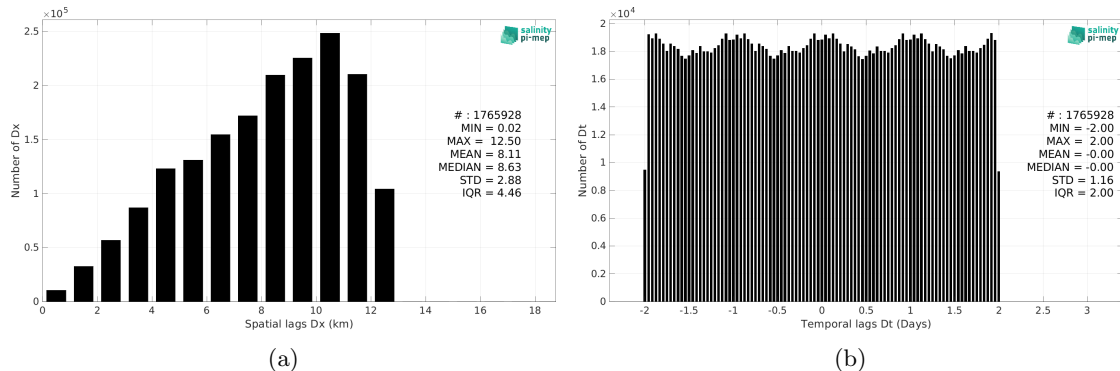 ×10^5
2.5
2
1.5
1
0.5
0
0 2 4 6 8 10 12 14 16 18
Number of Dx
Spatial lags Dx (km)
salinity
pi-mep
# : 1765928
MIN = 0.02
MAX = 12.50
MEAN = 8.11
MEDIAN = 8.63
STD = 2.88
IQR = 4.46
(a)
×10^4
2
1.8
1.6
1.4
1.2
1
0.8
0.6
0.4
0.2
0
-2 -1.5 -1 -0.5 0 0.5 1 1.5 2 2.5 3
Number of Dt
Temporal lags Dt (Days)
salinity
pi-mep
# : 1765928
MIN = -2.00
MAX = 2.00
MEAN = -0.00
MEDIAN = -0.00
STD = 1.16
IQR = 2.00
(b)